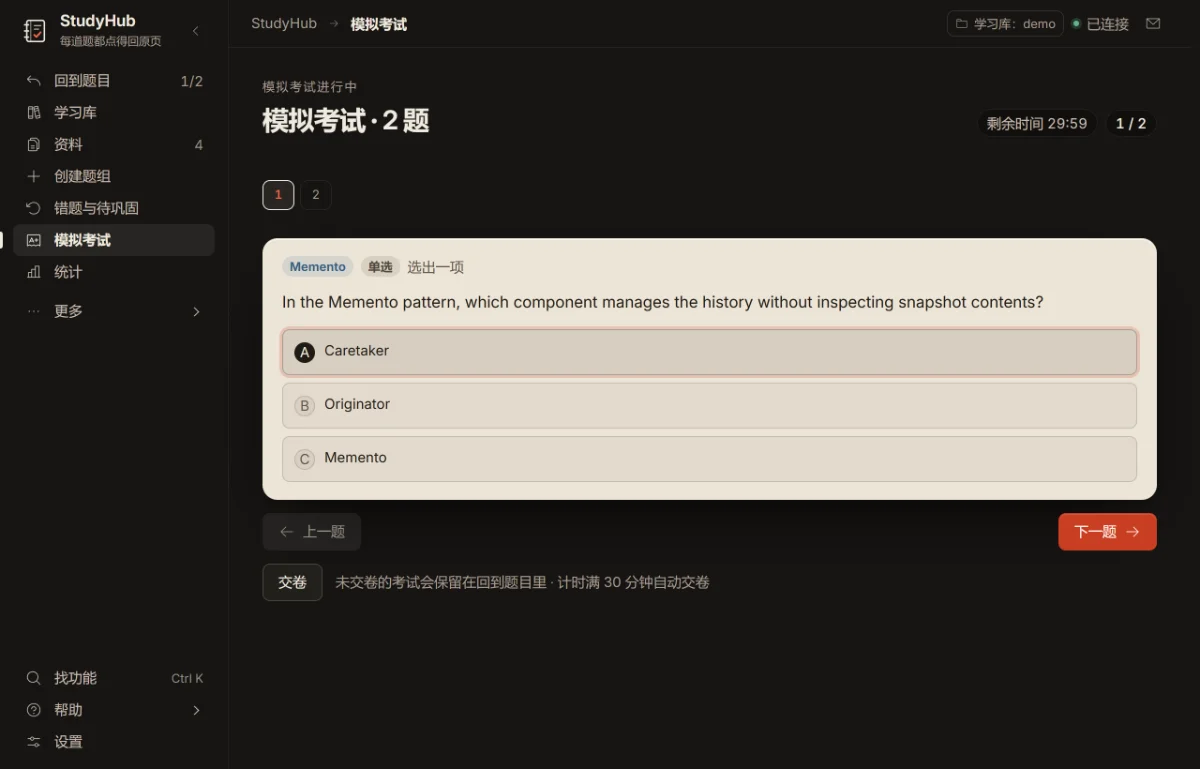 StudyHub
每道题都点得回原页
回到题目 1/2
学习库
资料 4
创建题组
错题与待巩固
模拟考试
统计
更多
找功能 Ctrl K
帮助
设置
StudyHub → 模拟考试
学习库: demo 已连接
模拟考试进行中
模拟考试 · 2 题
剩余时间 29:59 1 / 2
1 2
Memento 单选 选出一项
In the Memento pattern, which component manages the history without inspecting snapshot contents?
A Caretaker
B Originator
C Memento
← 上一题 下一题 →
交卷 未交卷的考试会保留在回到题目里 · 计时满 30 分钟自动交卷